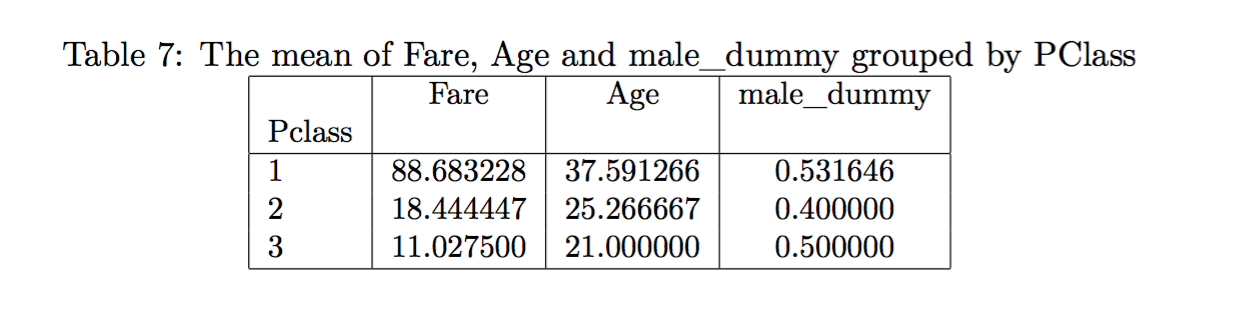 Table 7: The mean of Fare, Age and male_dummy grouped by PClass
Fare Age male_dummy
Pclass
1 88.683228 37.591266 0.531646
2 18.444447 25.266667 0.400000
3 11.027500 21.000000 0.500000